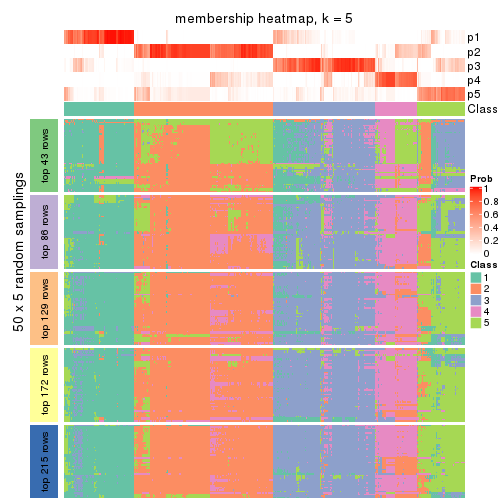 membership heatmap, k = 5
p1
p2
p3
p4
p5
Class
50 x 5 random samplings
top 43 rows
top 86 rows
top 129 rows
top 172 rows
top 215 rows
Prob
1
0.8
0.6
0.4
0.2
0
Class
1
2
3
4
5